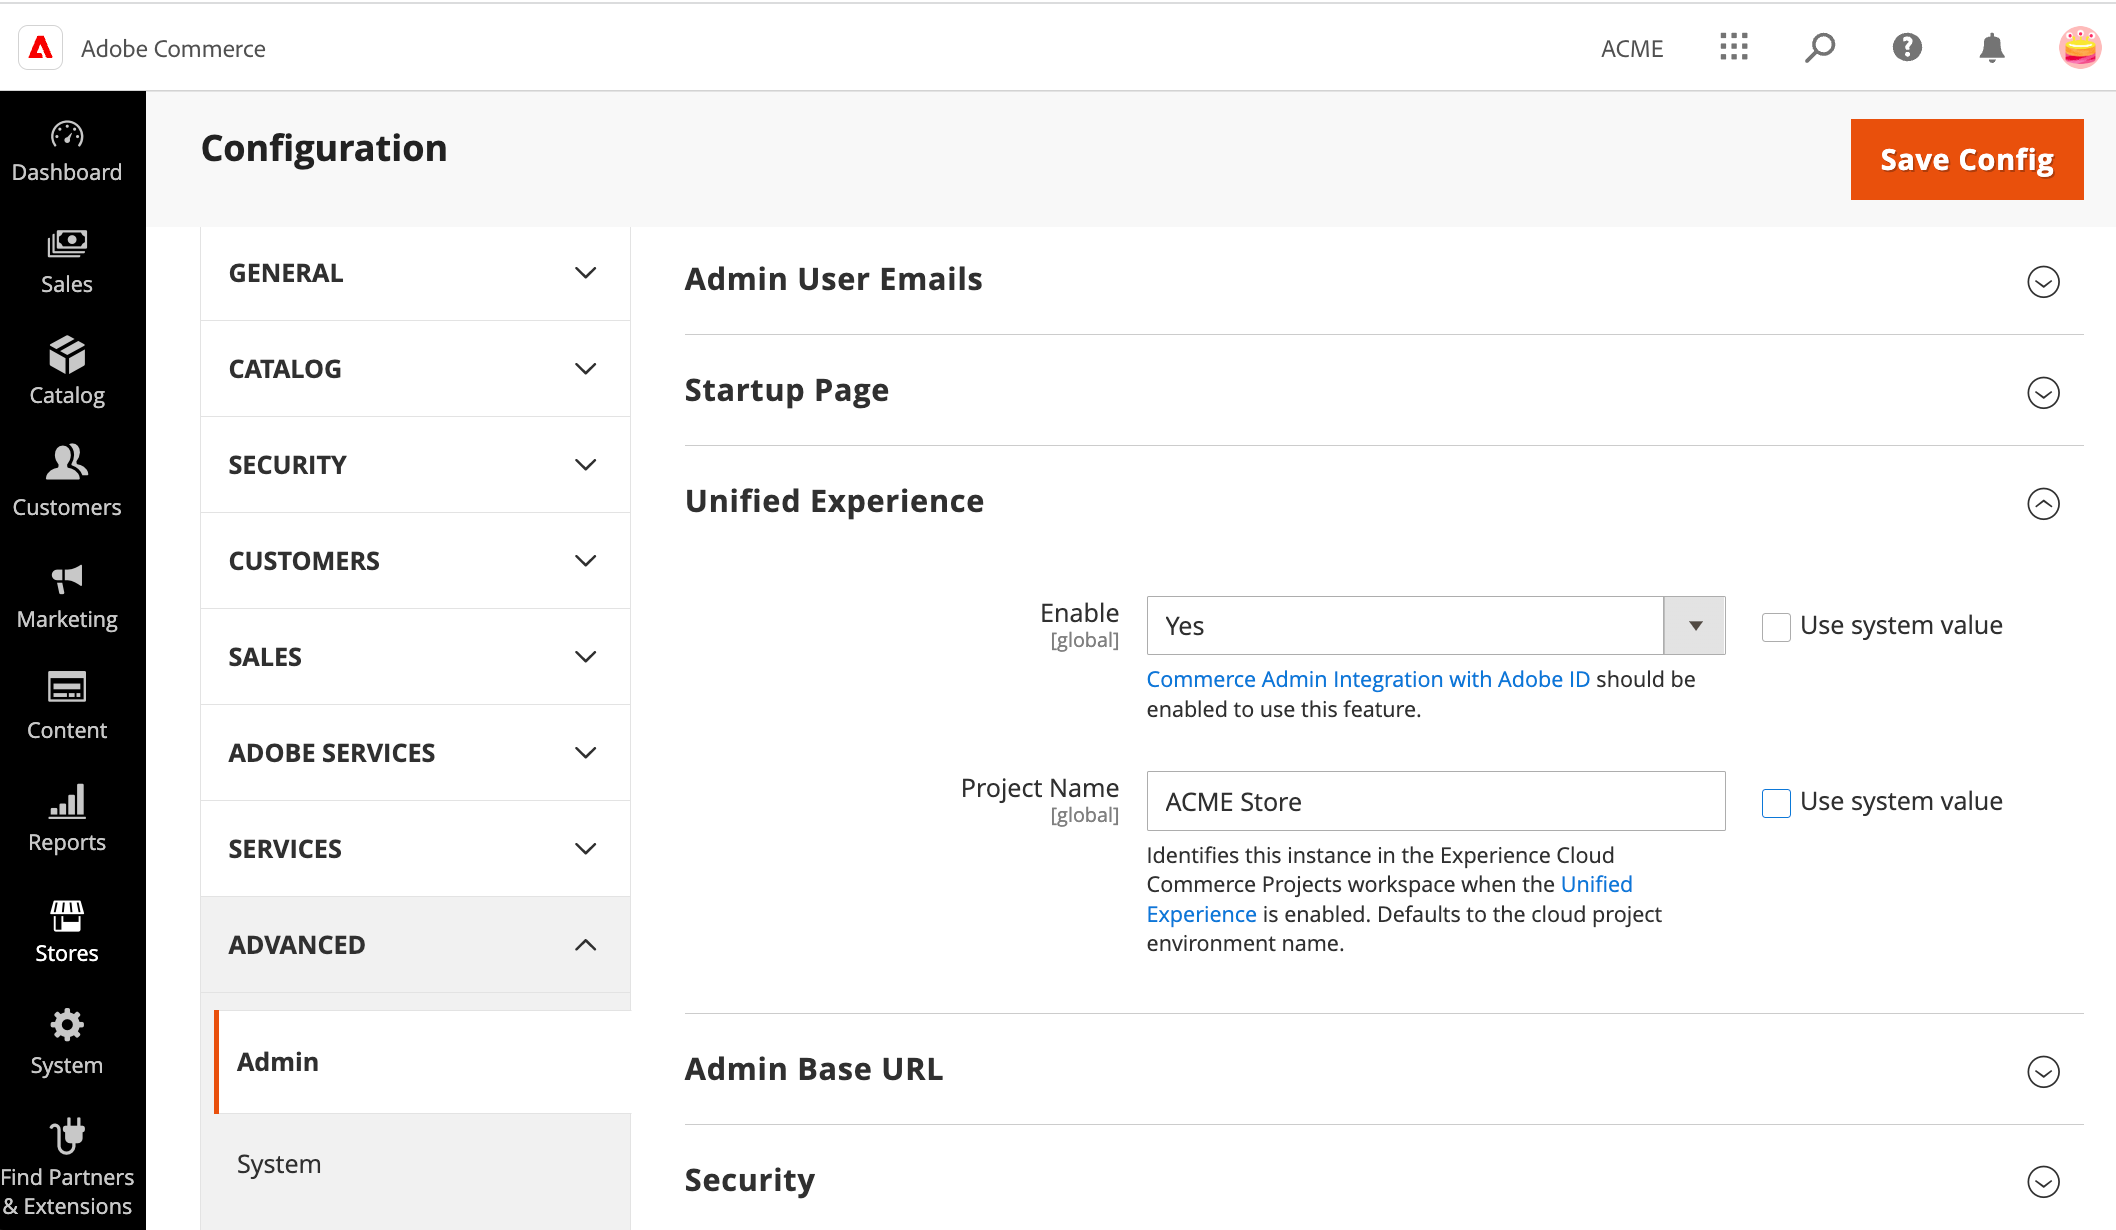 Adobe Commerce
ACME
Dashboard
Sales
Catalog
Customers
Marketing
Content
Reports
Stores
System
Find Partners
& Extensions
Configuration
Save Config
GENERAL
CATALOG
SECURITY
CUSTOMERS
SALES
ADOBE SERVICES
SERVICES
ADVANCED
Admin
System
Admin User Emails
Startup Page
Unified Experience
Enable
[global]
Yes
Use system value
Commerce Admin Integration with Adobe ID should be
enabled to use this feature.
Project Name
[global]
ACME Store
Use system value
Identifies this instance in the Experience Cloud
Commerce Projects workspace when the Unified
Experience is enabled. Defaults to the cloud project
environment name.
Admin Base URL
Security